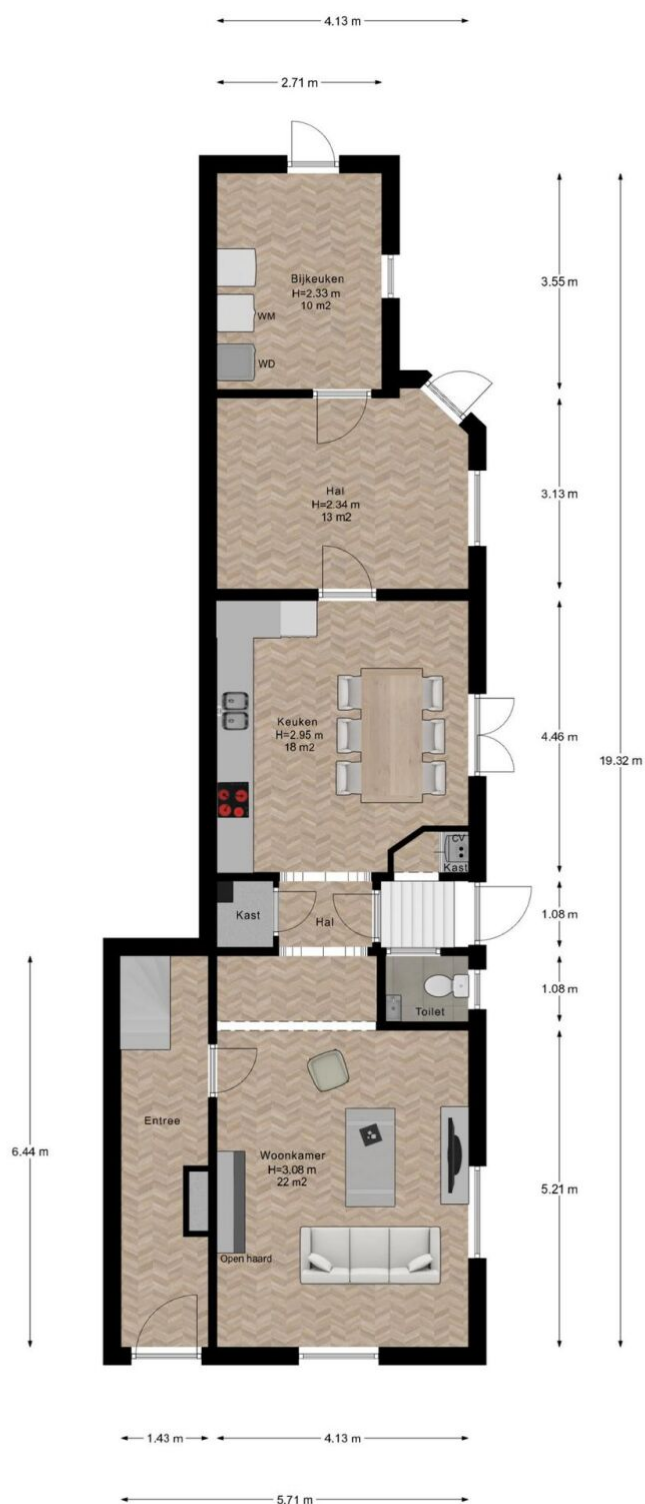 4.13 m
2.71 m
Bijkeuken
H=2.33 m
10 m2
WM
WD
3.55 m
Hal
H=2.34 m
13 m2
3.13 m
Keuken
H=2.95 m
18 m2
4.46 m
19.32 m
CV
Kast
Kast
Hal
1.08 m
1.08 m
Toilet
Entree
6.44 m
Woonkamer
H=3.08 m
22 m2
5.21 m
Open haard
1.43 m
4.13 m
5.71 m